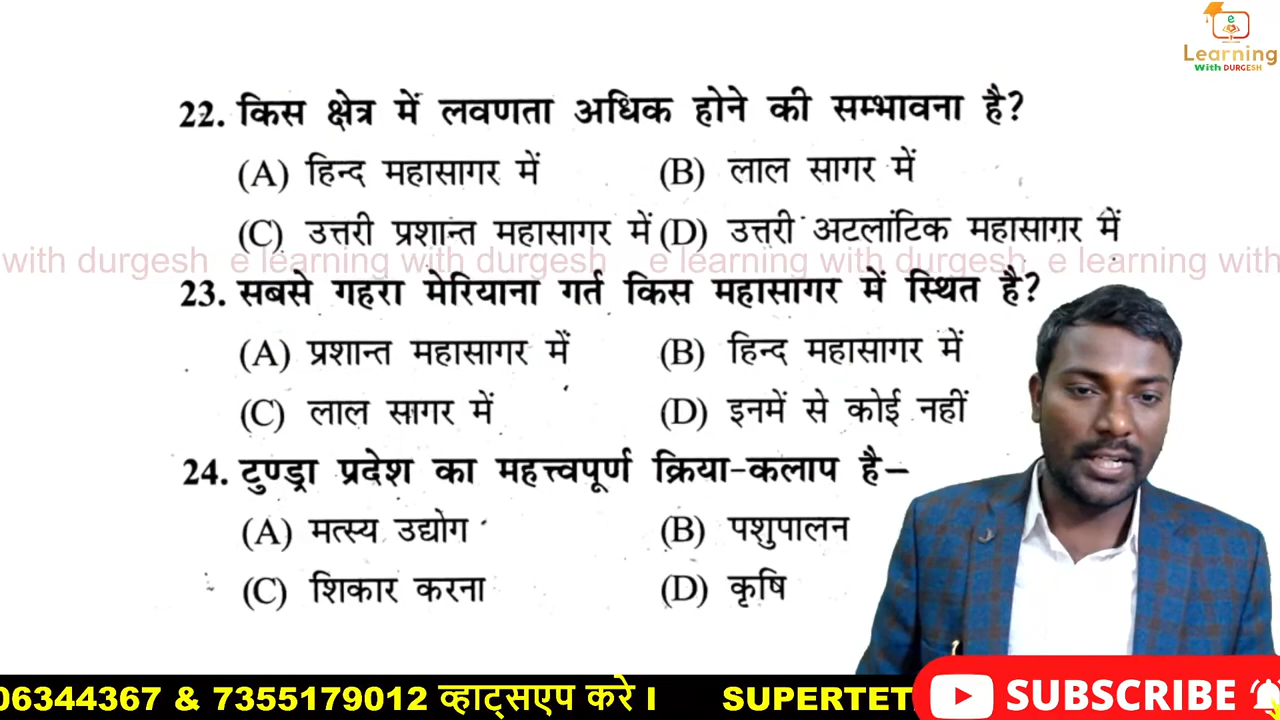 e
Learning
With DURGESH
22. किस क्षेत्र में लवणता अधिक होने की सम्भावना है?
(A) हिन्द महासागर में (B) लाल सागर में
(C) उत्तरी प्रशान्त महासागर में (D) उत्तरी अटलांटिक महासागर में
with durgesh e learning with durgesh e learning with durgesh e learning with
23. सबसे गहरा मेरियाना गर्त किस महासागर में स्थित है?
(A) प्रशान्त महासागर में (B) हिन्द महासागर में
(C) लाल सागर में (D) इनमें से कोई नहीं
24. टुण्ड्रा प्रदेश का महत्त्वपूर्ण क्रिया-कलाप है–
(A) मत्स्य उद्योग (B) पशुपालन
(C) शिकार करना (D) कृषि
06344367 & 7355179012 व्हाट्सएप करे I SUPERTET
SUBSCRIBE